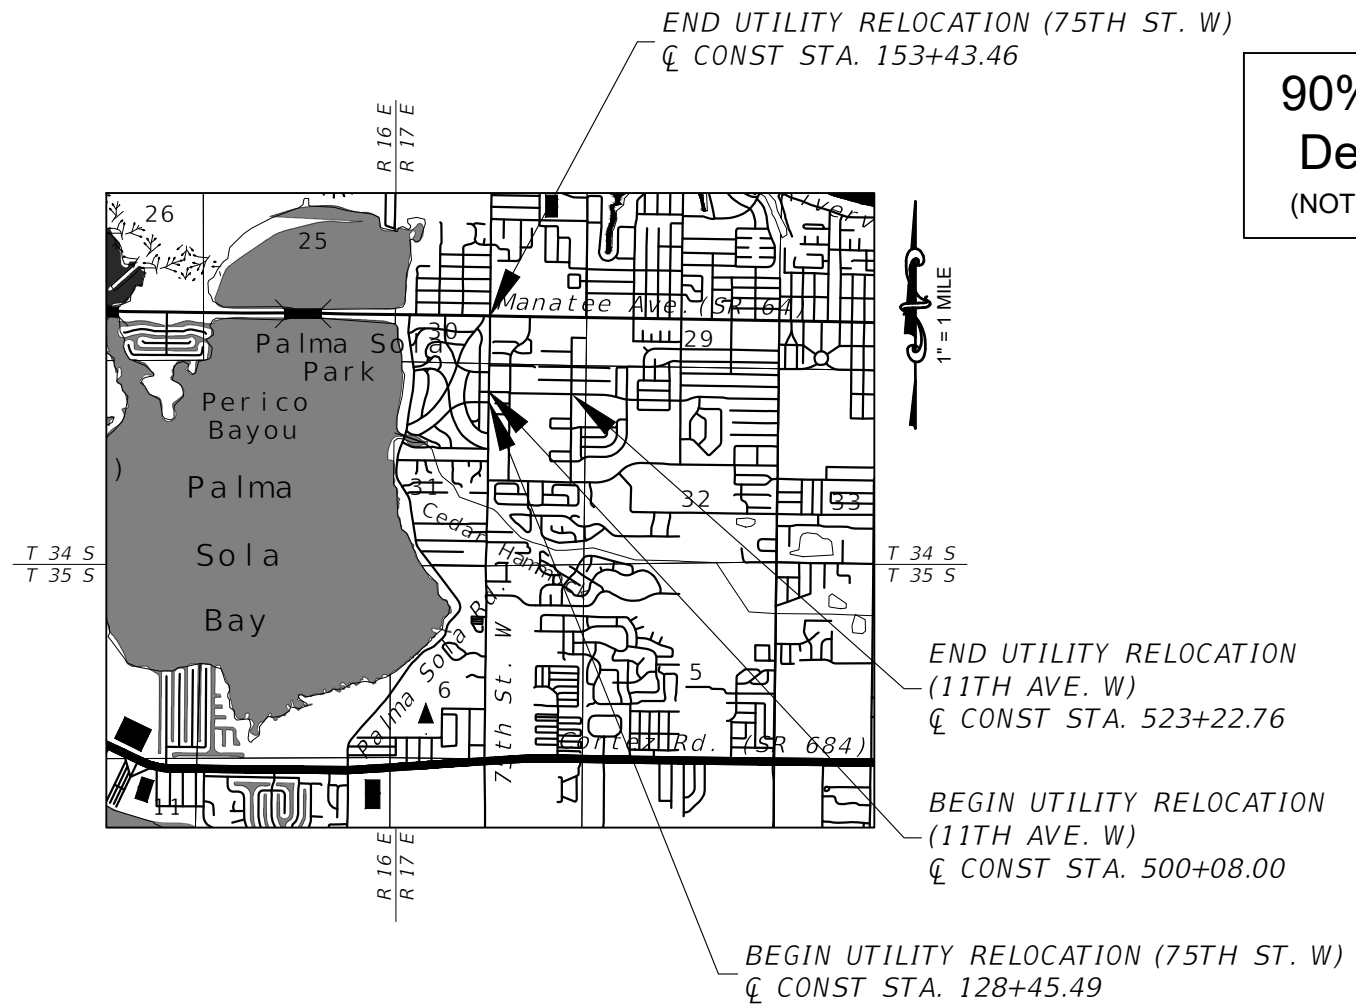 END UTILITY RELOCATION (75TH ST. W)
℄ CONST STA. 153+43.46
90%
De
(NOT
R 16 E
R 17 E
26
25
Manatee Ave. (SR 64)
1" = 1 MILE
30
29
Palma Sola
Park
Perico
Bayou
)
Palma
31
32
33
Cedar Hammock
Sola
T 34 S
T 35 S
T 34 S
T 35 S
Bay
Palma Sola Rd.
75th St. W
6
5
END UTILITY RELOCATION
(11TH AVE. W)
℄ CONST STA. 523+22.76
Cortez Rd. (SR 684)
11
BEGIN UTILITY RELOCATION
(11TH AVE. W)
℄ CONST STA. 500+08.00
R 16 E
R 17 E
BEGIN UTILITY RELOCATION (75TH ST. W)
℄ CONST STA. 128+45.49